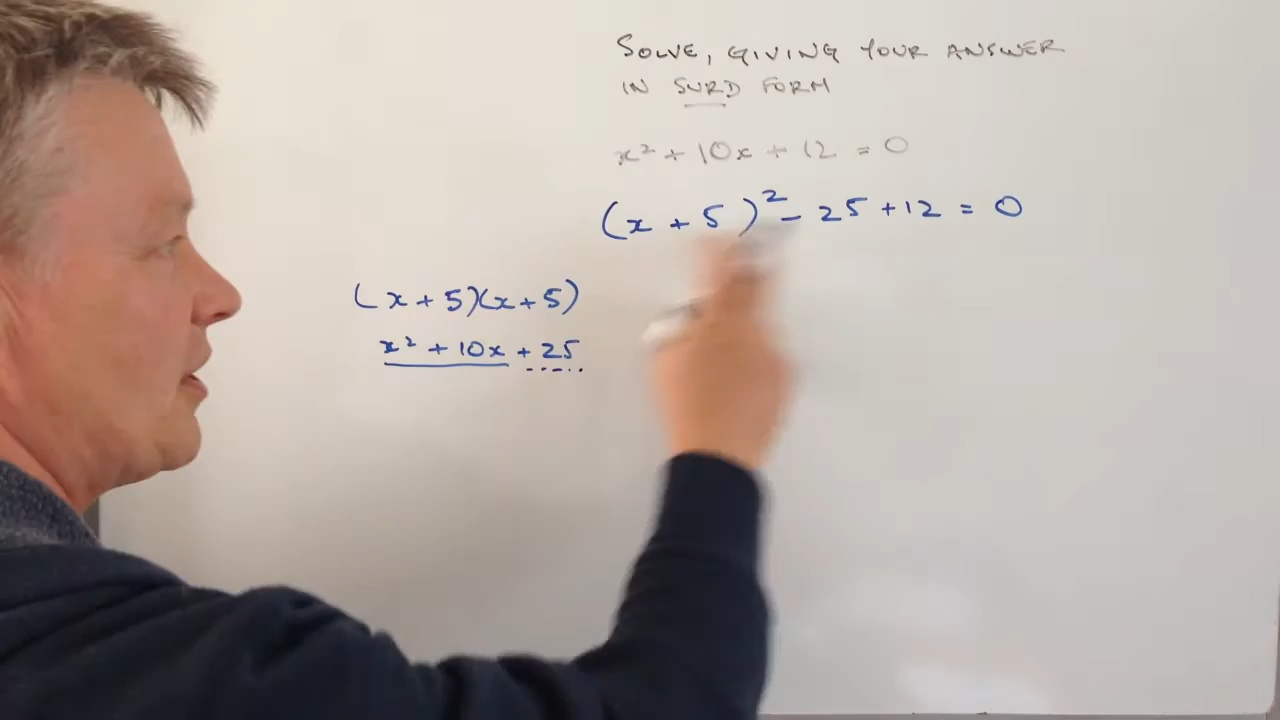 SOLVE, GIVING YOUR ANSWER
IN SURD FORM
x² + 10x + 12 = 0
(x + 5)² - 25 + 12 = 0
(x + 5)(x + 5)
x² + 10x + 25